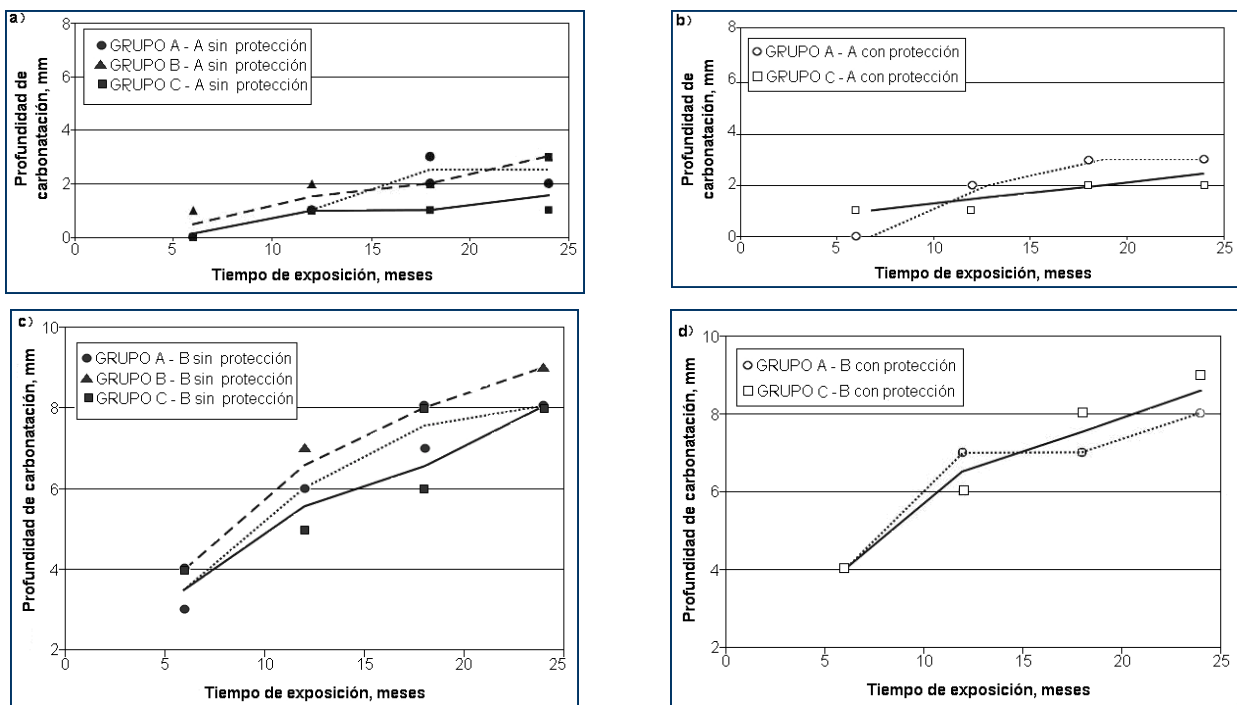 a)
8
6
4
2
0
GRUPO A - A sin protección
GRUPO B - A sin protección
GRUPO C - A sin protección
Profundidad de
carbonatación, mm
0 5 10 15 20 25
Tiempo de exposición, meses
b)
8
6
4
2
0
GRUPO A - A con protección
GRUPO C - A con protección
Profundidad de
carbonatación, mm
0 5 10 15 20 25
Tiempo de exposición, meses
c)
10
8
6
4
2
GRUPO A - B sin protección
GRUPO B - B sin protección
GRUPO C - B sin protección
Profundidad de carbonatación, mm
0 5 10 15 20 25
Tiempo de exposición, meses
d)
10
8
6
4
2
GRUPO A - B con protección
GRUPO C - B con protección
Profundidad de carbonatación, mm
0 5 10 15 20 25
Tiempo de exposición, meses